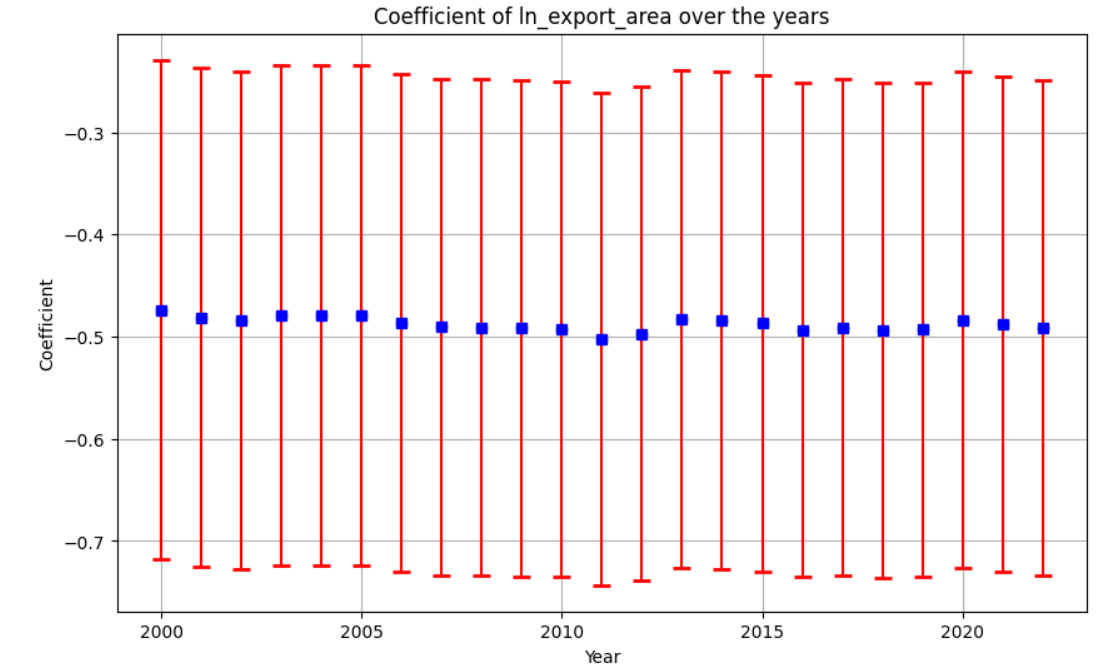 Coefficient of ln_export_area over the years
Coefficient
−0.3
−0.4
−0.5
−0.6
−0.7
2000 2005 2010 2015 2020
Year